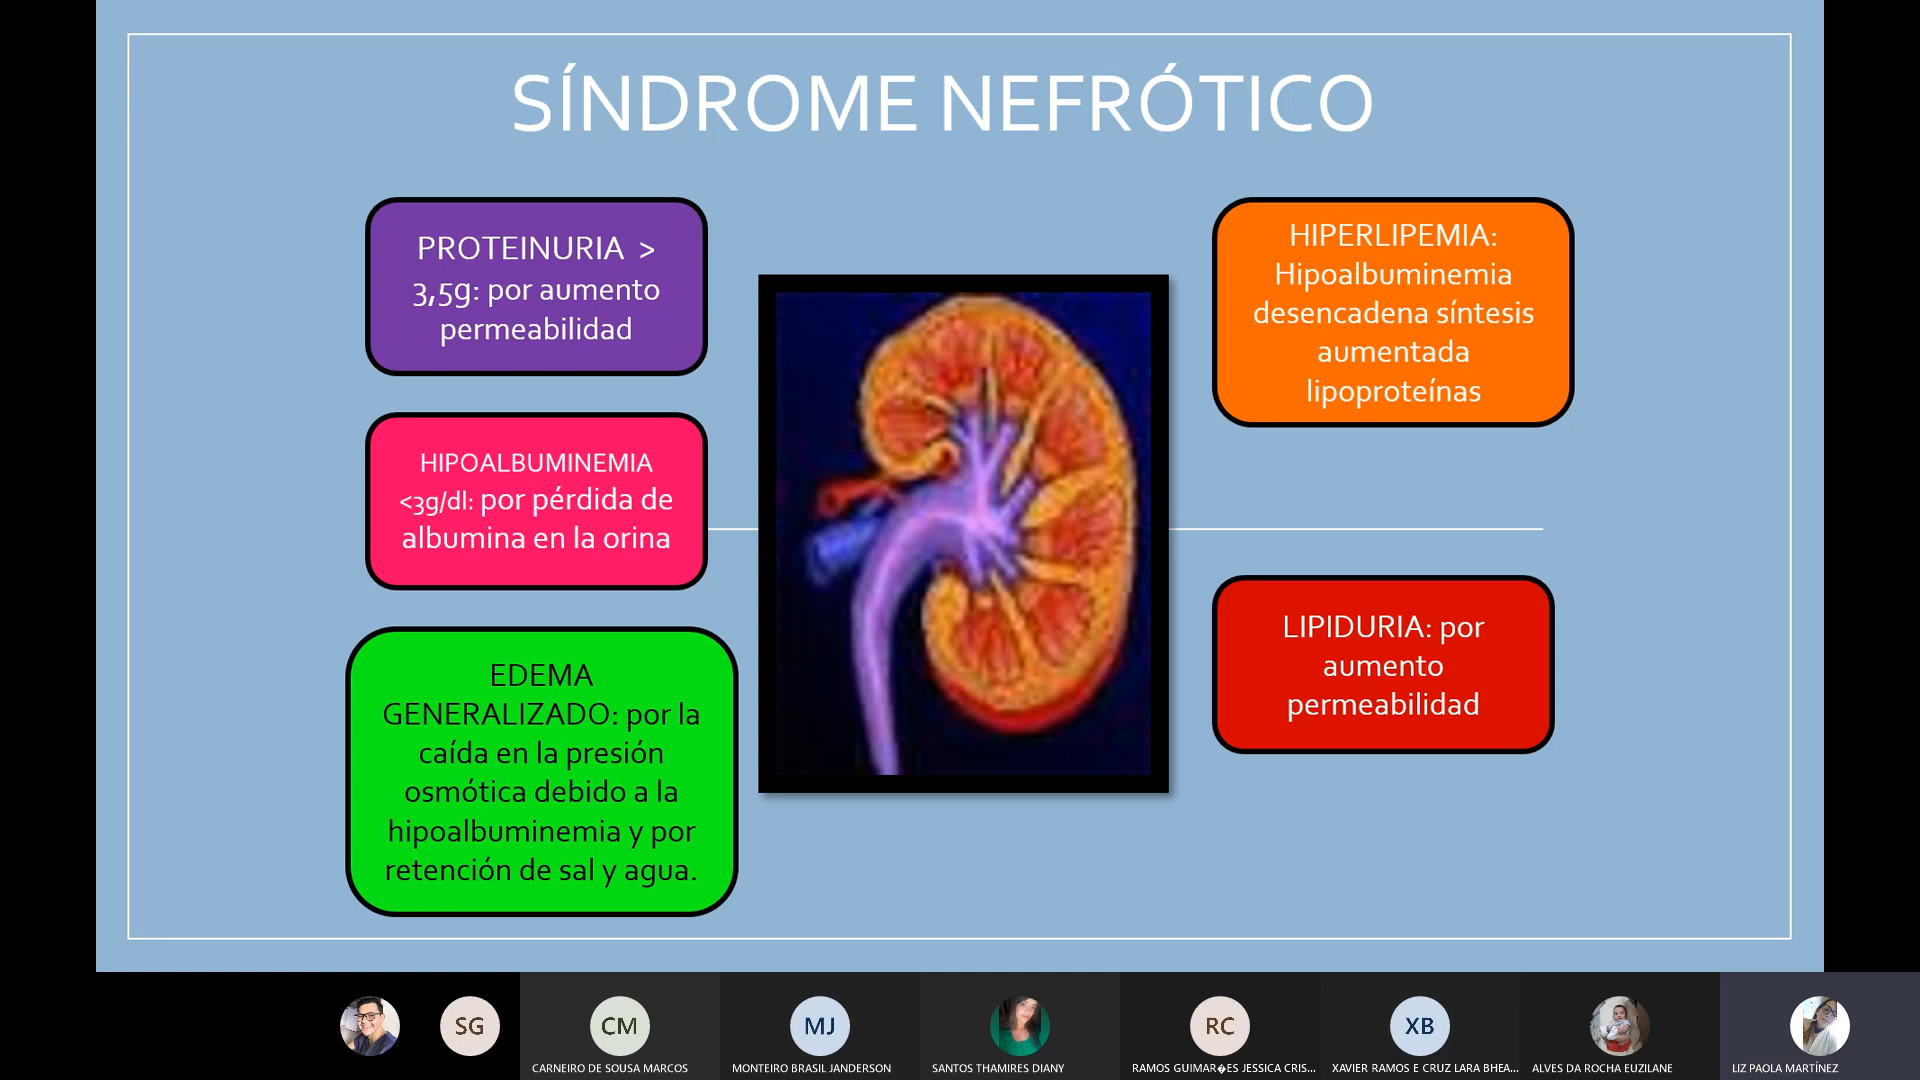 SÍNDROME NEFRÓTICO
PROTEINURIA >
3,5g: por aumento
permeabilidad
HIPOALBUMINEMIA
<3g/dl: por pérdida de
albumina en la orina
EDEMA
GENERALIZADO: por la
caída en la presión
osmótica debido a la
hipoalbuminemia y por
retención de sal y agua.
HIPERLIPEMIA:
Hipoalbuminemia
desencadena síntesis
aumentada
lipoproteínas
LIPIDURIA: por
aumento
permeabilidad
SG
CM
MJ
RC
XB
CARNEIRO DE SOUSA MARCOS
MONTEIRO BRASIL JANDERSON
SANTOS THAMIRES DIANY
RAMOS GUIMAR�ES JESSICA CRIS...
XAVIER RAMOS E CRUZ LARA BHEA...
ALVES DA ROCHA EUZILANE
LIZ PAOLA MARTÍNEZ